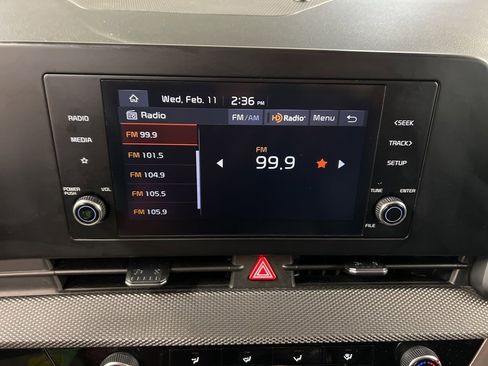 Wed, Feb. 11 2:36 PM
Radio FM/AM HD Radio Menu
RADIO
MEDIA
POWER PUSH VOL
FM 99.9
FM 101.5
FM 104.9
FM 105.5
FM 105.9
FM
99.9
<SEEK
TRACK>
SETUP
TUNE ENTER
FILE